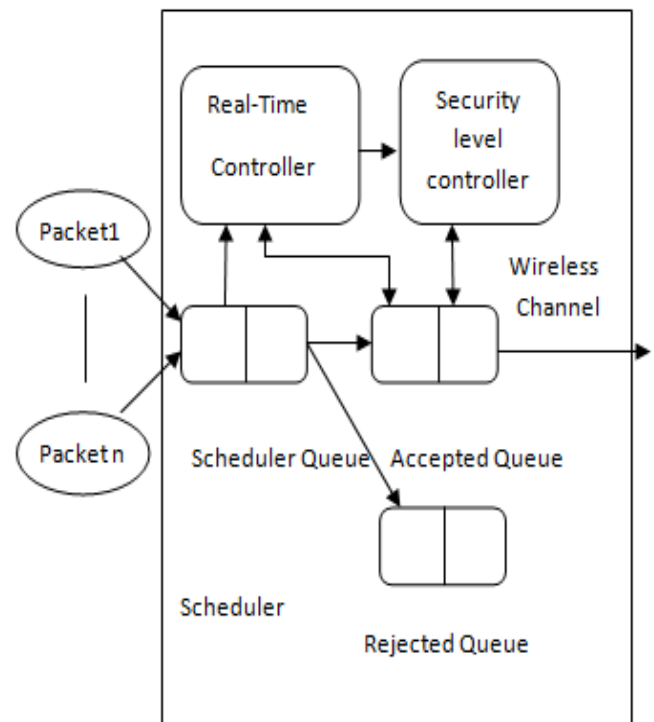 Real-Time
Controller
Security
level
controller
Packet1
Wireless
Channel
Packet n
Scheduler Queue
Accepted Queue
Scheduler
Rejected Queue